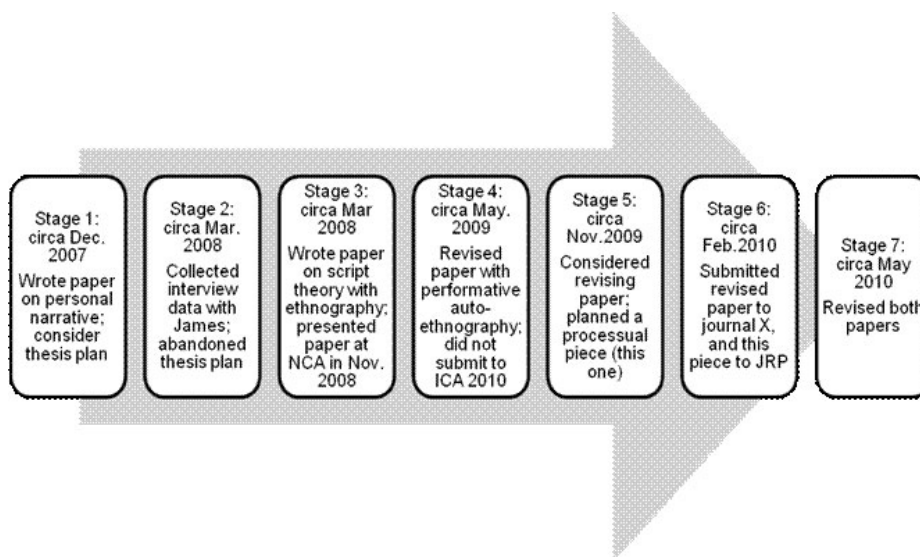 Stage 1:
circa Dec.
2007
Wrote paper
on personal
narrative;
consider
thesis plan
Stage 2:
circa Mar.
2008
Collected
interview
data with
James;
abandoned
thesis plan
Stage 3:
circa Mar
2008
Wrote paper
on script
theory with
ethnography;
presented
paper at
NCA in Nov.
2008
Stage 4:
circa May.
2009
Revised
paper with
performative
auto-
ethnography;
did not
submit to
ICA 2010
Stage 5:
circa
Nov.2009
Considered
revising
paper;
planned a
processual
piece (this
one)
Stage 6:
circa
Feb.2010
Submitted
revised
paper to
journal X,
and this
piece to JRP
Stage 7:
circa May
2010
Revised both
papers